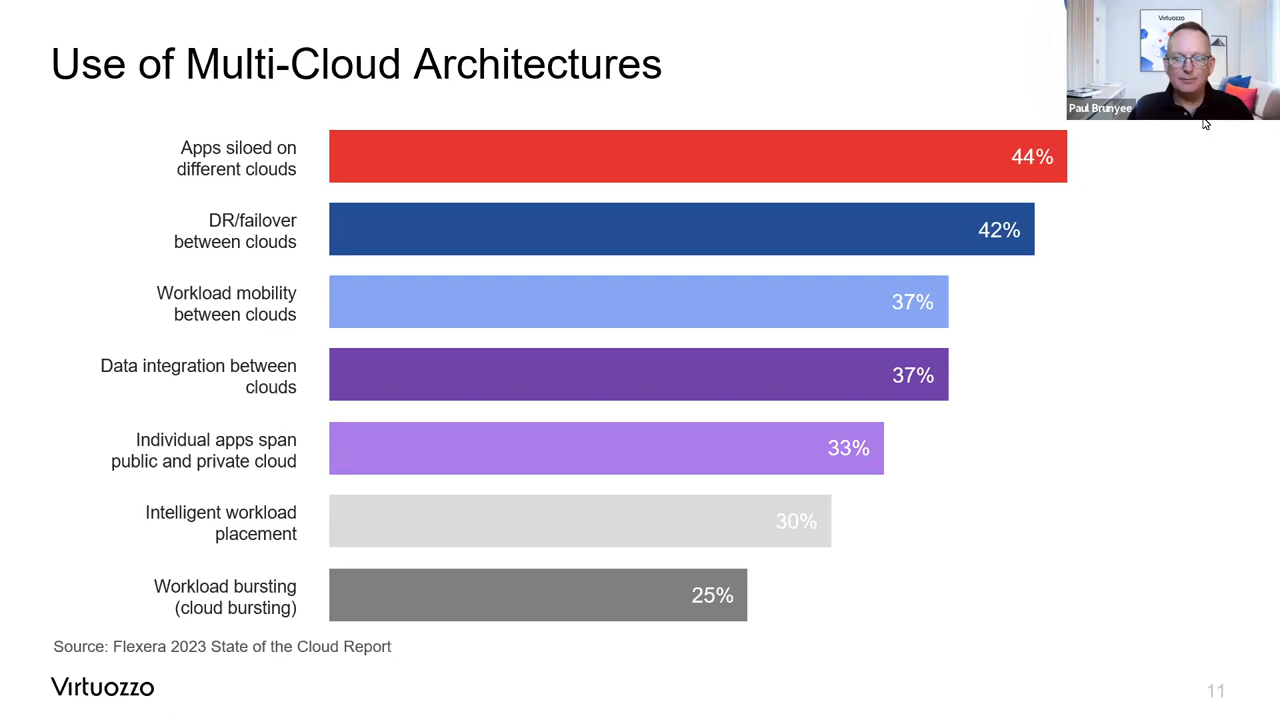 Use of Multi-Cloud Architectures
Virtuozzo
Paul Brunyee
Apps siloed on
different clouds
44%
DR/failover
between clouds
42%
Workload mobility
between clouds
37%
Data integration between
clouds
37%
Individual apps span
public and private cloud
33%
Intelligent workload
placement
30%
Workload bursting
(cloud bursting)
25%
Source: Flexera 2023 State of the Cloud Report
Virtuozzo
11